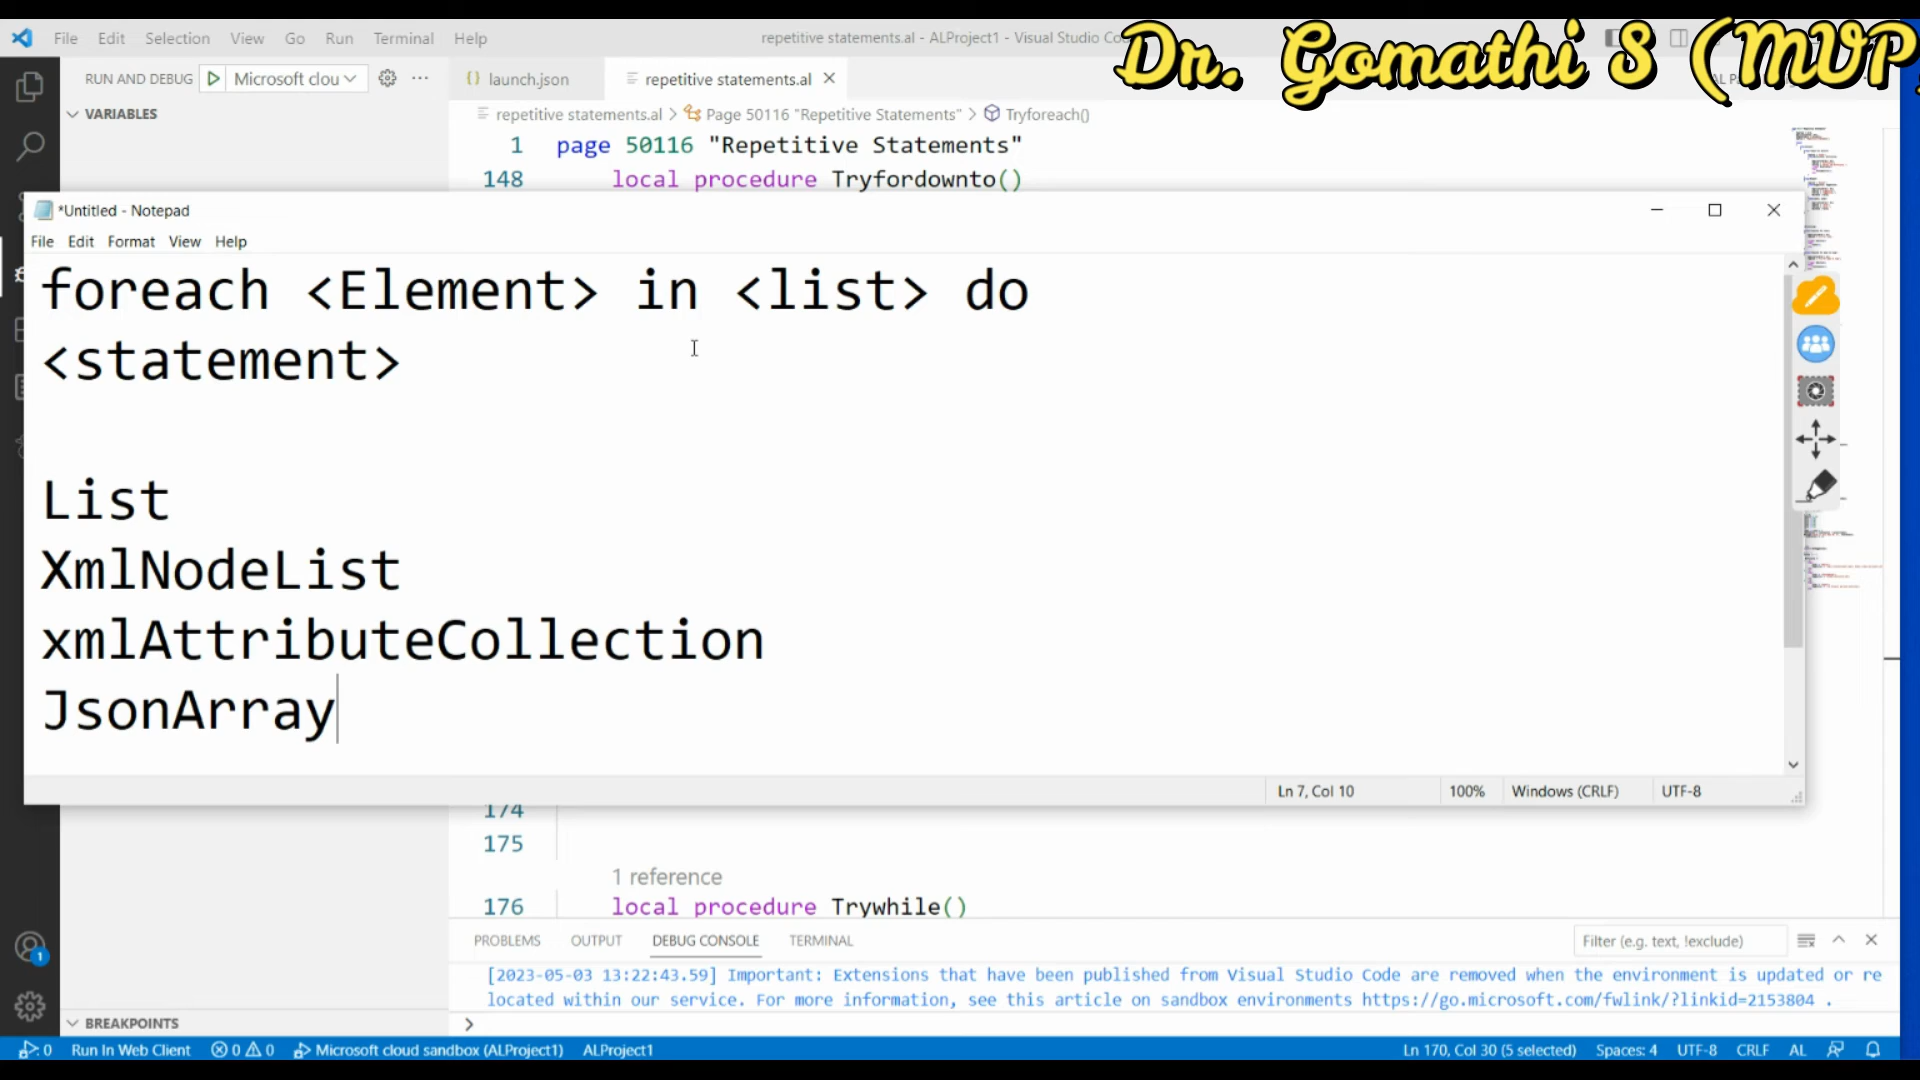 File Edit Selection View Go Run Terminal Help
repetitive statements.al - ALProject1 - Visual Studio
Dr. Gomathi S (MVP
RUN AND DEBUG Microsoft clou
launch.json
repetitive statements.al
VARIABLES
repetitive statements.al > Page 50116 "Repetitive Statements" > Tryforeach()
1 page 50116 "Repetitive Statements"
148 local procedure Tryfordownto()
*Untitled - Notepad
File Edit Format View Help
foreach <Element> in <list> do
<statement>
List
XmlNodeList
xmlAttributeCollection
JsonArray
Ln 7, Col 10 100% Windows (CRLF) UTF-8
174
175
1 reference
176 local procedure Trywhile()
PROBLEMS OUTPUT DEBUG CONSOLE TERMINAL
Filter (e.g. text, !exclude)
[2023-05-03 13:22:43.59] Important: Extensions that have been published from Visual Studio Code are removed when the environment is updated or re
located within our service. For more information, see this article on sandbox environments https://go.microsoft.com/fwlink/?linkid=2153804 .
>
BREAKPOINTS
1
0 Run In Web Client 0 0 Microsoft cloud sandbox (ALProject1) ALProject1
Ln 170, Col 30 (5 selected) Spaces: 4 UTF-8 CRLF AL